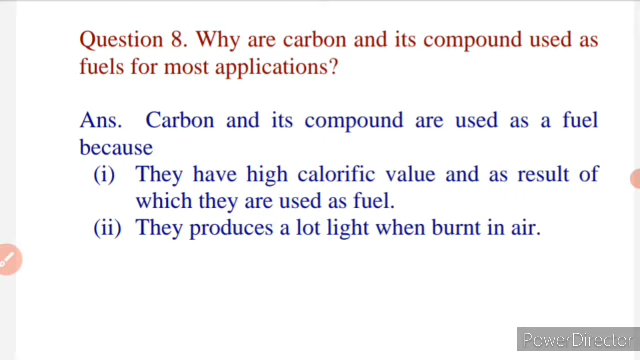 Question 8. Why are carbon and its compound used as
fuels for most applications?
Ans. Carbon and its compound are used as a fuel
because
(i) They have high calorific value and as result of
which they are used as fuel.
(ii) They produces a lot light when burnt in air.
PowerDirector